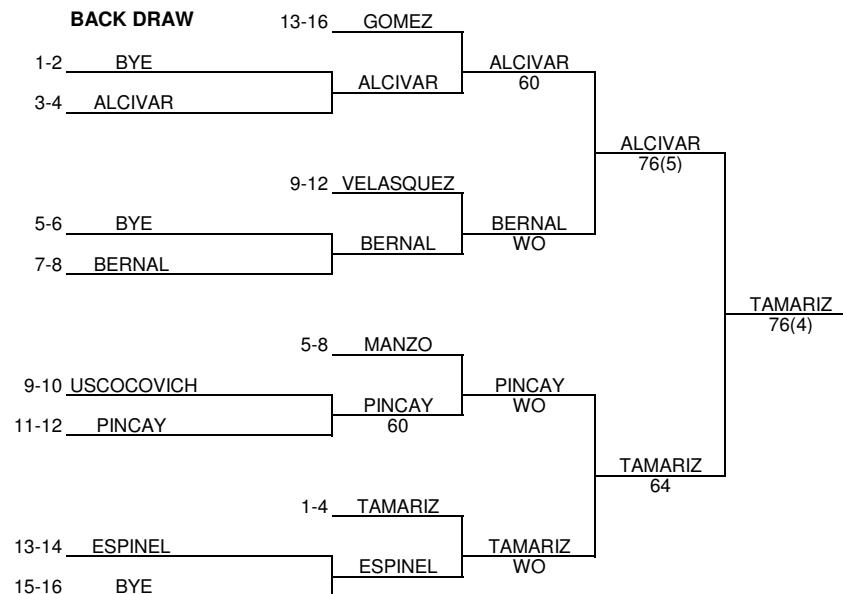 BACK DRAW
13-16 GOMEZ
1-2 BYE
ALCIVAR
ALCIVAR
60
3-4 ALCIVAR
ALCIVAR
76(5)
9-12 VELASQUEZ
5-6 BYE
BERNAL
BERNAL
WO
7-8 BERNAL
TAMARIZ
76(4)
5-8 MANZO
9-10 USCOCOVICH
PINCAY
60
PINCAY
WO
11-12 PINCAY
TAMARIZ
64
1-4 TAMARIZ
13-14 ESPINEL
ESPINEL
TAMARIZ
WO
15-16 BYE